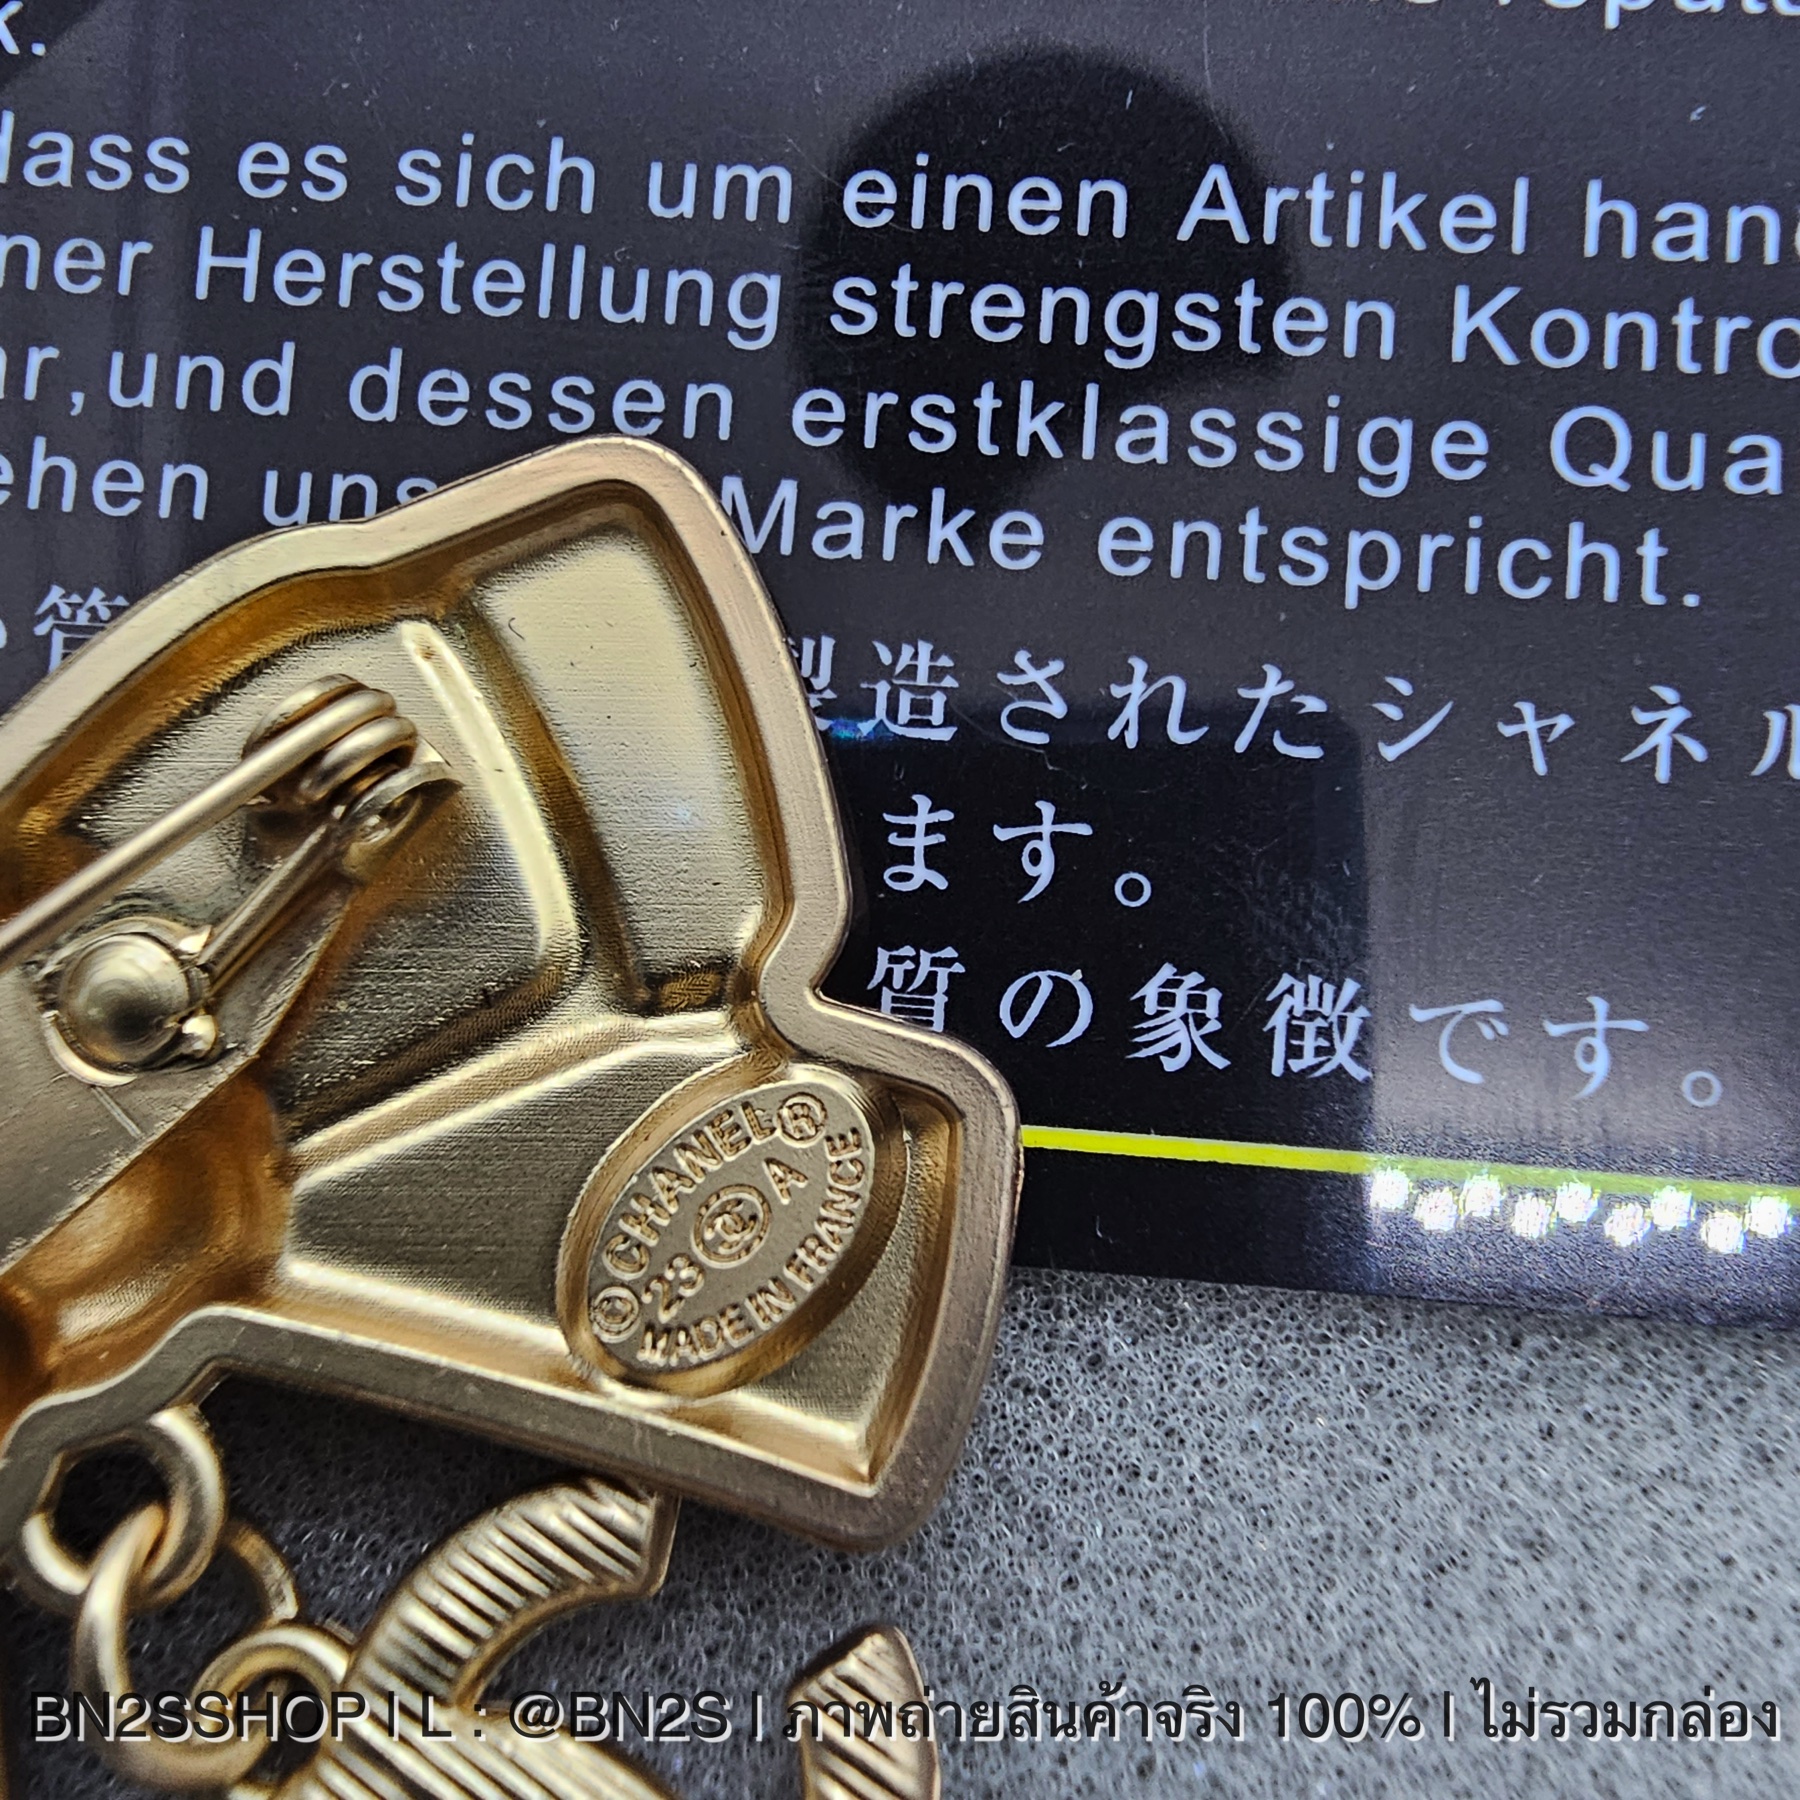 k.
dass es sich um einen Artikel
ner Herstellung strengsten
und dessen erstklassige
Marke entspricht.
管 製造されたシャネル
ます。
質の象徴です。
© CHANEL ®
23 A
MADE IN FRANCE
BN2SSHOP | L : @BN2S | ภาพถ่ายสินค้าจริง 100% | ไม่รวมกล่อง